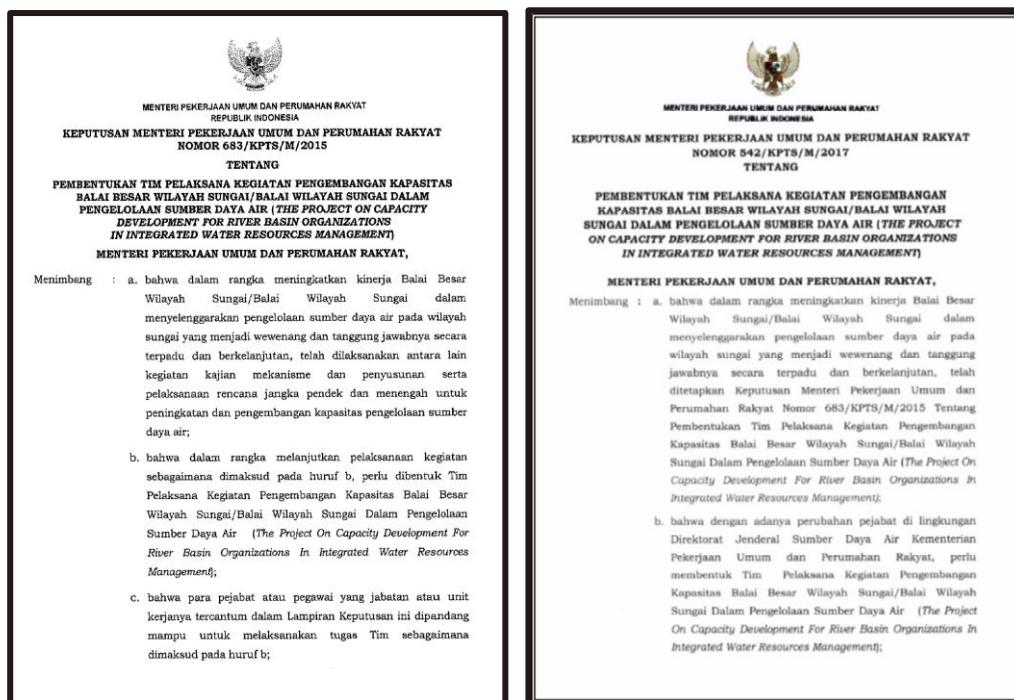 MENTERI PEKERJAAN UMUM DAN PERUMAHAN RAKYAT
REPUBLIK INDONESIA
KEPUTUSAN MENTERI PEKERJAAN UMUM DAN PERUMAHAN RAKYAT
NOMOR 683/KPTS/M/2015
TENTANG
PEMBENTUKAN TIM PELAKSANA KEGIATAN PENGEMBANGAN KAPASITAS
BALAI BESAR WILAYAH SUNGAI/BALAI WILAYAH SUNGAI DALAM
PENGELOLAAN SUMBER DAYA AIR (THE PROJECT ON CAPACITY
DEVELOPMENT FOR RIVER BASIN ORGANIZATIONS
IN INTEGRATED WATER RESOURCES MANAGEMENT)
MENTERI PEKERJAAN UMUM DAN PERUMAHAN RAKYAT,
Menimbang : a. bahwa dalam rangka meningkatkan kinerja Balai Besar
Wilayah Sungai/Balai Wilayah Sungai dalam
menyelenggarakan pengelolaan sumber daya air pada wilayah
sungai yang menjadi wewenang dan tanggung jawabnya secara
terpadu dan berkelanjutan, telah dilaksanakan antara lain
kegiatan kajian mekanisme dan penyusunan serta
pelaksanaan rencana jangka pendek dan menengah untuk
peningkatan dan pengembangan kapasitas pengelolaan sumber
daya air;
b. bahwa dalam rangka melanjutkan pelaksanaan kegiatan
sebagaimana dimaksud pada huruf b, perlu dibentuk Tim
Pelaksana Kegiatan Pengembangan Kapasitas Balai Besar
Wilayah Sungai/Balai Wilayah Sungai Dalam Pengelolaan
Sumber Daya Air (The Project On Capacity Development For
River Basin Organizations In Integrated Water Resources
Management);
c. bahwa para pejabat atau pegawai yang jabatan atau unit
kerjanya tercantum dalam Lampiran Keputusan ini dipandang
mampu untuk melaksanakan tugas Tim sebagaimana
dimaksud pada huruf b;
MENTERI PEKERJAAN UMUM DAN PERUMAHAN RAKYAT
REPUBLIK INDONESIA
KEPUTUSAN MENTERI PEKERJAAN UMUM DAN PERUMAHAN RAKYAT
NOMOR 542/KPTS/M/2017
TENTANG
PEMBENTUKAN TIM PELAKSANA KEGIATAN PENGEMBANGAN
KAPASITAS BALAI BESAR WILAYAH SUNGAI/BALAI WILAYAH
SUNGAI DALAM PENGELOLAAN SUMBER DAYA AIR (THE PROJECT
ON CAPACITY DEVELOPMENT FOR RIVER BASIN ORGANIZATIONS
IN INTEGRATED WATER RESOURCES MANAGEMENT)
MENTERI PEKERJAAN UMUM DAN PERUMAHAN RAKYAT,
Menimbang : a. bahwa dalam rangka meningkatkan kinerja Balai Besar
Wilayah Sungai/Balai Wilayah Sungai dalam
menyelenggarakan pengelolaan sumber daya air pada
wilayah sungai yang menjadi wewenang dan tanggung
jawabnya secara terpadu dan berkelanjutan, telah
ditetapkan Keputusan Menteri Pekerjaan Umum dan
Perumahan Rakyat Nomor 683/KPTS/M/2015 Tentang
Pembentukan Tim Pelaksana Kegiatan Pengembangan
Kapasitas Balai Besar Wilayah Sungai/Balai Wilayah
Sungai Dalam Pengelolaan Sumber Daya Air (The Project On
Capacity Development For River Basin Organizations In
Integrated Water Resources Management);
b. bahwa dengan adanya perubahan pejabat di lingkungan
Direktorat Jenderal Sumber Daya Air Kementerian
Pekerjaan Umum dan Perumahan Rakyat, perlu
membentuk Tim Pelaksana Kegiatan Pengembangan
Kapasitas Balai Besar Wilayah Sungai/Balai Wilayah
Sungai Dalam Pengelolaan Sumber Daya Air (The Project
On Capacity Development For River Basin Organizations In
Integrated Water Resources Management);